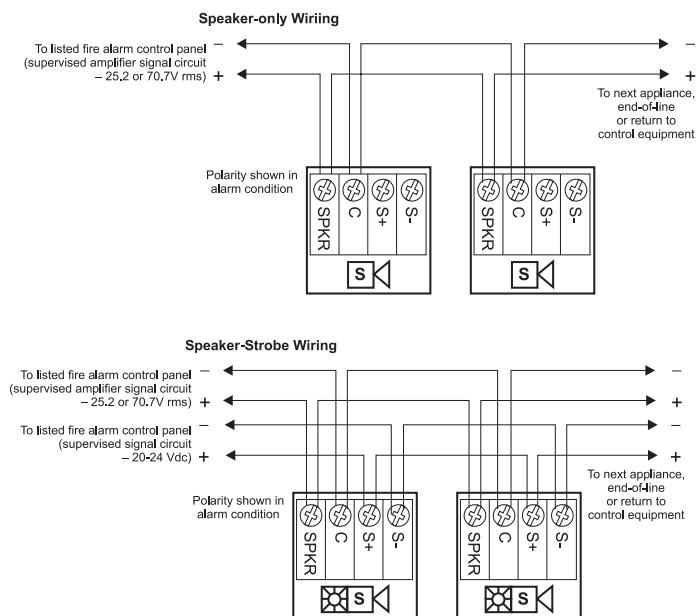 Speaker-only Wiriing
To listed fire alarm control panel
(supervised amplifier signal circuit
– 25.2 or 70.7V rms)
–
+
–
+
To next appliance,
end-of-line
or return to
control equipment
Polarity shown in
alarm condition
SPKR
C
S+
S-
SPKR
C
S+
S-
S
S
Speaker-Strobe Wiring
To listed fire alarm control panel
(supervised amplifier signal circuit
– 25.2 or 70.7V rms)
–
+
To listed fire alarm control panel
(supervised signal circuit
– 20-24 Vdc)
–
+
–
+
–
+
To next appliance,
end-of-line
or return to
control equipment
Polarity shown in
alarm condition
SPKR
C
S+
S-
SPKR
C
S+
S-
S
S